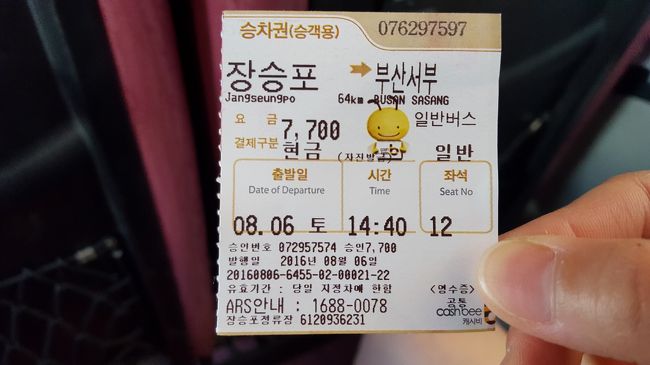 승차권(승객용) 076297597
장승포 ➡ 부산서부
Jangseungpo 64km BUSAN SASANG
요 금 7,700 일반버스
결제구분 현금 (자진발급) 일반
출발일 시간 좌석
Date of Departure Time Seat No
08.06 토 14:40 12
승인번호 072957574 승인7,700
발행일 2016년 08월 06일
20160806-6455-02-00021-22
유효기간 : 당일 지정차에 한함 <영수증>
ARS안내 : 1688-0078 공통
장승포정류장 6120936231 cashbee
캐시비